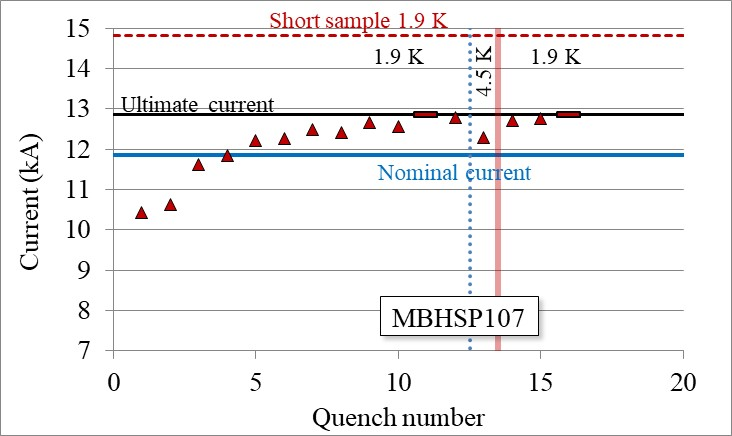 Short sample 1.9 K
15
15
14
13
12
11
10
9
8
7
1.9 K
4.5 K
1.9 K
Ultimate current
Nominal current
MBHSP107
Current (kA)
0
5
10
15
20
Quench number